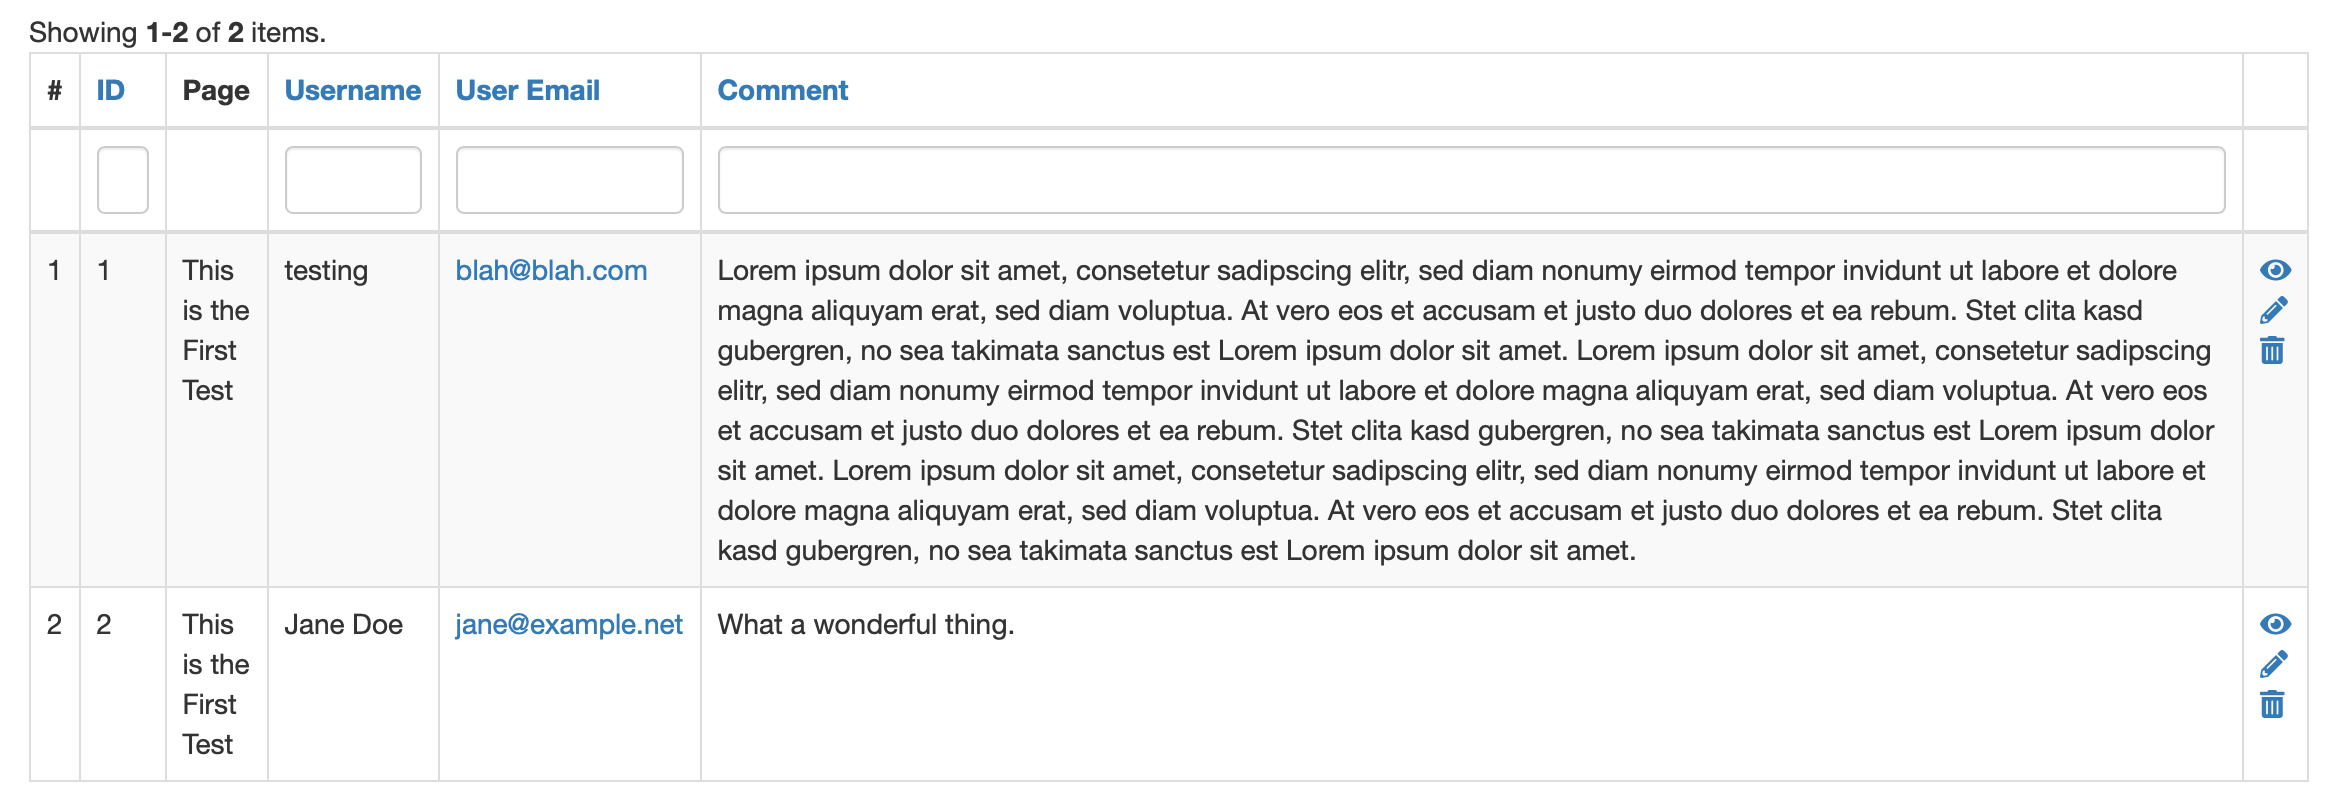 Showing 1-2 of 2 items.
# ID Page Username User Email Comment
1 1 This is the First Test testing blah@blah.com Lorem ipsum dolor sit amet, consetetur sadipscing elitr, sed diam nonumy eirmod tempor invidunt ut labore et dolore
magna aliquyam erat, sed diam voluptua. At vero eos et accusam et justo duo dolores et ea rebum. Stet clita kasd
gubergren, no sea takimata sanctus est Lorem ipsum dolor sit amet. Lorem ipsum dolor sit amet, consetetur sadipscing
elitr, sed diam nonumy eirmod tempor invidunt ut labore et dolore magna aliquyam erat, sed diam voluptua. At vero eos
et accusam et justo duo dolores et ea rebum. Stet clita kasd gubergren, no sea takimata sanctus est Lorem ipsum dolor
sit amet. Lorem ipsum dolor sit amet, consetetur sadipscing elitr, sed diam nonumy eirmod tempor invidunt ut labore et
dolore magna aliquyam erat, sed diam voluptua. At vero eos et accusam et justo duo dolores et ea rebum. Stet clita
kasd gubergren, no sea takimata sanctus est Lorem ipsum dolor sit amet.
2 2 This is the First Test Jane Doe jane@example.net What a wonderful thing.